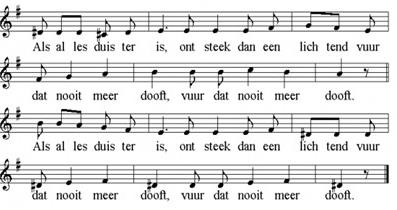 Als al les duis ter is, ont steek dan een lich tend vuur
dat nooit meer dooft, vuur dat nooit meer dooft.
Als al les duis ter is, ont steek dan een lich tend vuur
dat nooit meer dooft, vuur dat nooit meer dooft.